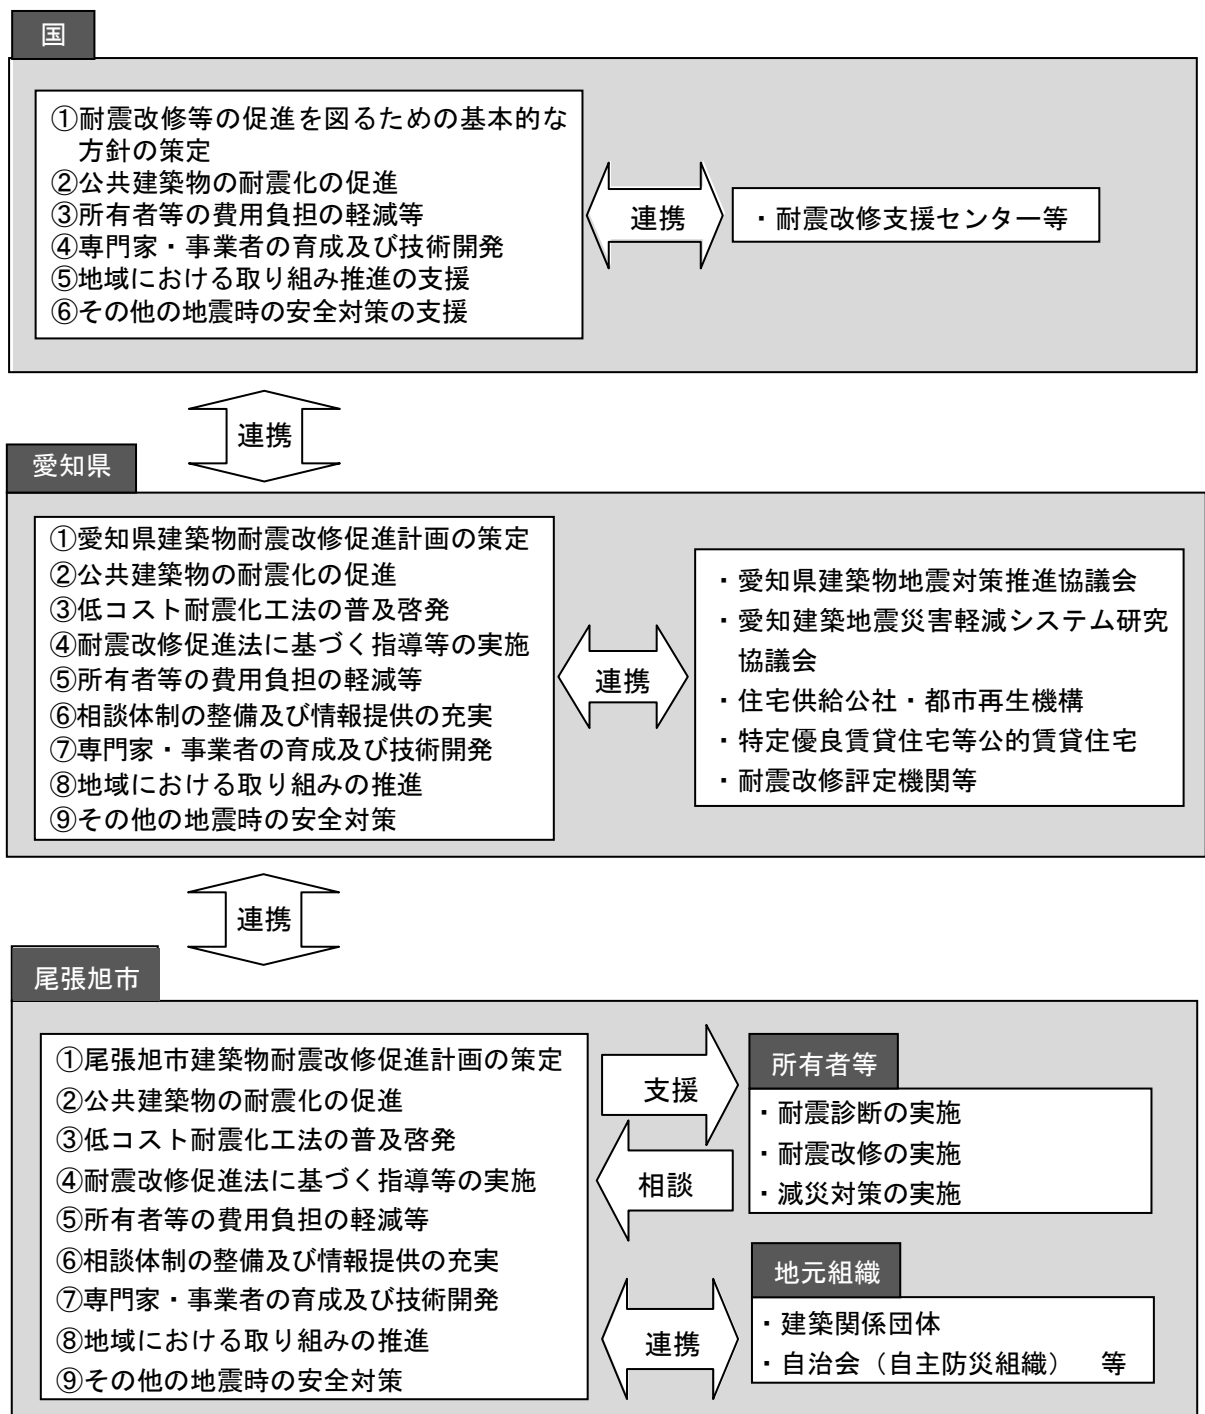 国
①耐震改修等の促進を図るための基本的な
方針の策定
②公共建築物の耐震化の促進
③所有者等の費用負担の軽減等
④専門家・事業者の育成及び技術開発
⑤地域における取り組み推進の支援
⑥その他の地震時の安全対策の支援
連携
・耐震改修支援センター等
連携
愛知県
①愛知県建築物耐震改修促進計画の策定
②公共建築物の耐震化の促進
③低コスト耐震化工法の普及啓発
④耐震改修促進法に基づく指導等の実施
⑤所有者等の費用負担の軽減等
⑥相談体制の整備及び情報提供の充実
⑦専門家・事業者の育成及び技術開発
⑧地域における取り組みの推進
⑨その他の地震時の安全対策
連携
・愛知県建築物地震対策推進協議会
・愛知建築地震災害軽減システム研究
協議会
・住宅供給公社・都市再生機構
・特定優良賃貸住宅等公的賃貸住宅
・耐震改修評定機関等
連携
尾張旭市
①尾張旭市建築物耐震改修促進計画の策定
②公共建築物の耐震化の促進
③低コスト耐震化工法の普及啓発
④耐震改修促進法に基づく指導等の実施
⑤所有者等の費用負担の軽減等
⑥相談体制の整備及び情報提供の充実
⑦専門家・事業者の育成及び技術開発
⑧地域における取り組みの推進
⑨その他の地震時の安全対策
支援
相談
所有者等
・耐震診断の実施
・耐震改修の実施
・減災対策の実施
連携
地元組織
・建築関係団体
・自治会（自主防災組織）　等